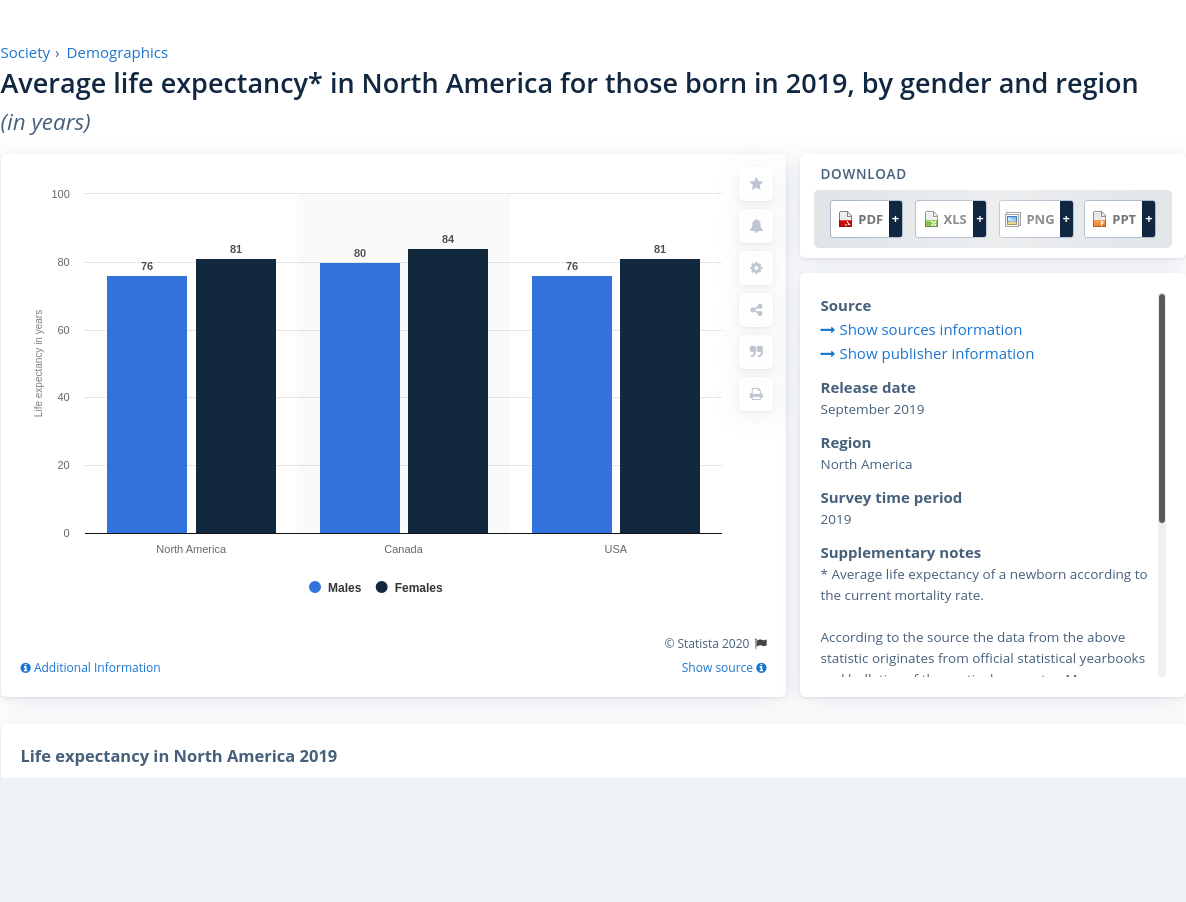 Society › Demographics
Average life expectancy* in North America for those born in 2019, by gender and region
(in years)
100
80
60
40
20
0
Life expectancy in years
76
81
80
84
76
81
North America
Canada
USA
Males
Females
© Statista 2020
Additional Information
Show source
DOWNLOAD
PDF +
XLS +
PNG +
PPT +
Source
Show sources information
Show publisher information
Release date
September 2019
Region
North America
Survey time period
2019
Supplementary notes
* Average life expectancy of a newborn according to
the current mortality rate.
According to the source the data from the above
statistic originates from official statistical yearbooks
Life expectancy in North America 2019